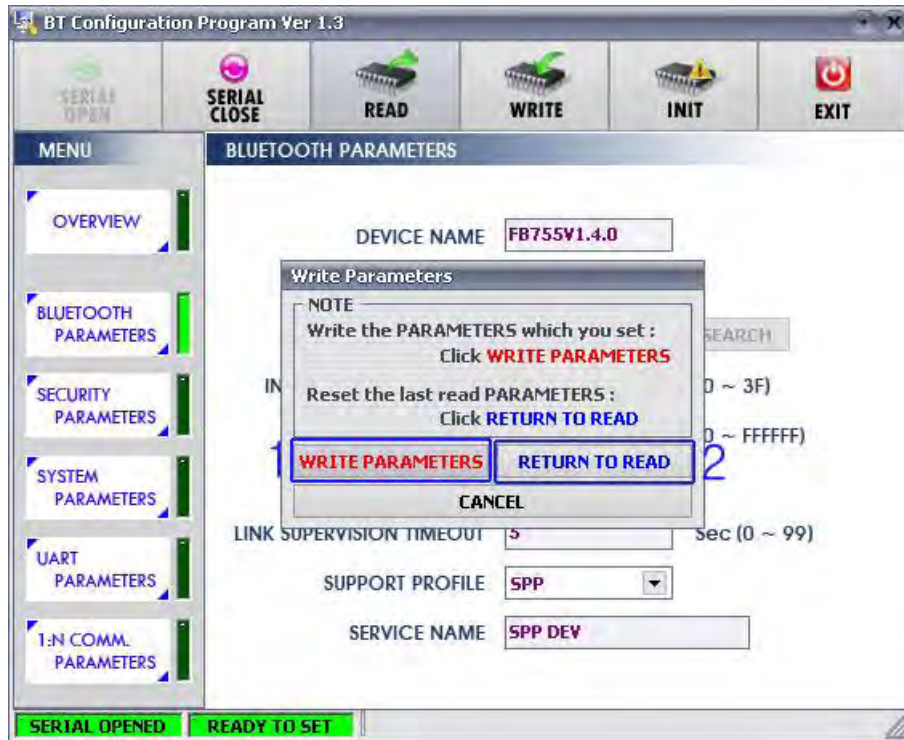 BT Configuration Program Ver 1.3
SERIAL OPEN
SERIAL CLOSE
READ
WRITE
INIT
EXIT
MENU
BLUETOOTH PARAMETERS
OVERVIEW
BLUETOOTH PARAMETERS
SECURITY PARAMETERS
SYSTEM PARAMETERS
UART PARAMETERS
1:N COMM. PARAMETERS
DEVICE NAME FB755V1.4.0
Write Parameters
NOTE
Write the PARAMETERS which you set :
Click WRITE PARAMETERS
Reset the last read PARAMETERS :
Click RETURN TO READ
1 WRITE PARAMETERS RETURN TO READ 2
CANCEL
SEARCH
IN
0 ~ 3F)
0 ~ FFFFFF)
LINK SUPERVISION TIMEOUT 5 Sec (0 ~ 99)
SUPPORT PROFILE SPP
SERVICE NAME SPP DEV
SERIAL OPENED READY TO SET